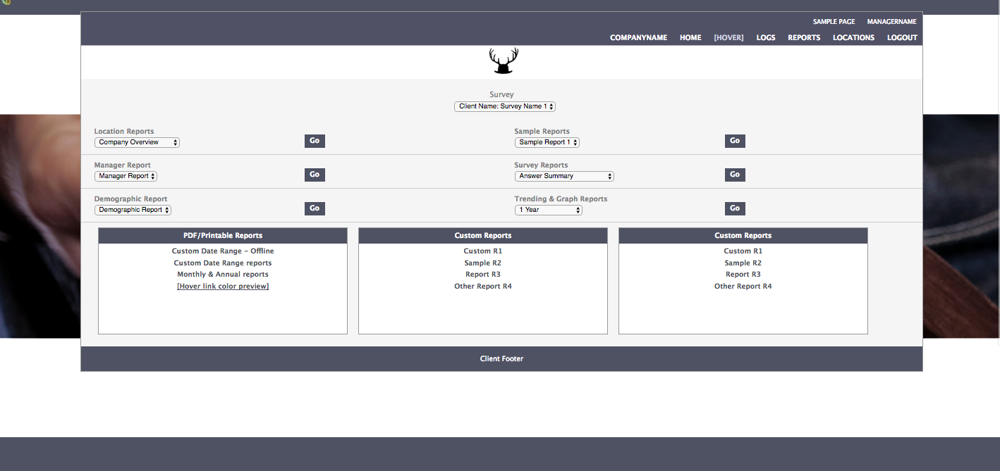 SAMPLE PAGE MANAGERNAME
COMPANYNAME HOME [HOVER] LOGS REPORTS LOCATIONS LOGOUT
Survey
Client Name: Survey Name 1
Location Reports
Company Overview
Go
Sample Reports
Sample Report 1
Go
Manager Report
Manager Report
Go
Survey Reports
Answer Summary
Go
Demographic Report
Demographic Report
Go
Trending & Graph Reports
1 Year
Go
PDF/Printable Reports
Custom Date Range - Offline
Custom Date Range reports
Monthly & Annual reports
[Hover link color preview]
Custom Reports
Custom R1
Sample R2
Report R3
Other Report R4
Custom Reports
Custom R1
Sample R2
Report R3
Other Report R4
Client Footer